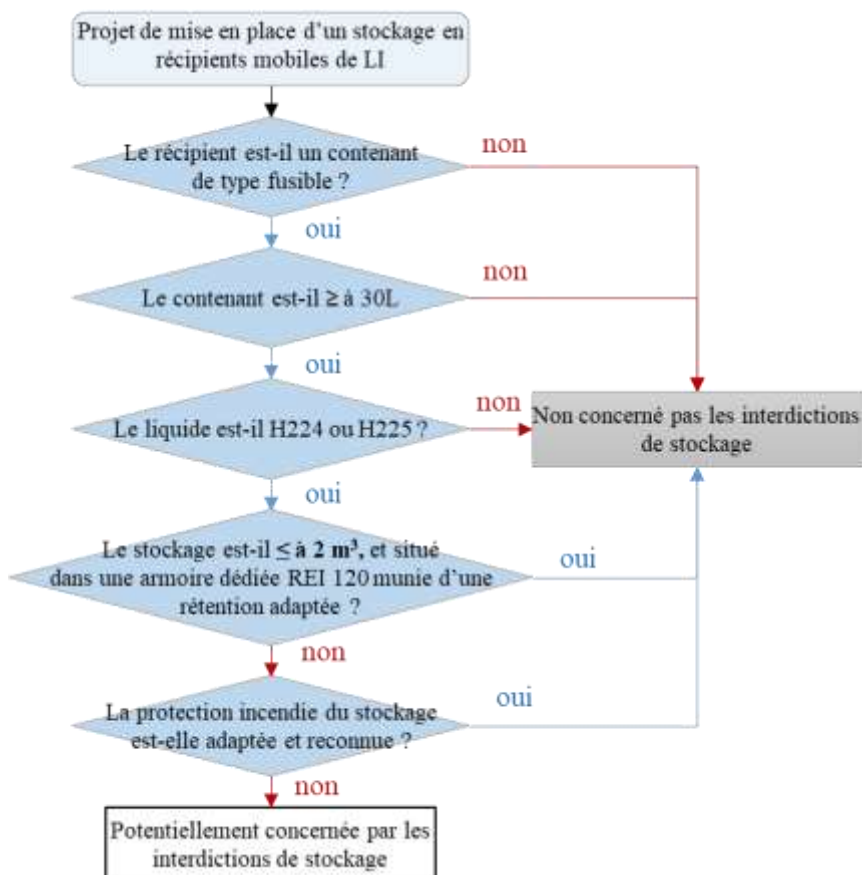 Projet de mise en place d’un stockage en
récipients mobiles de LI
Le récipient est-il un contenant
de type fusible ?
non
oui
Le contenant est-il ≥ à 30L
non
oui
Le liquide est-il H224 ou H225 ?
non
Non concerné pas les interdictions
de stockage
oui
Le stockage est-il ≤ à 2 m³, et situé
dans une armoire dédiée REI 120 munie d’une
rétention adaptée ?
oui
non
La protection incendie du stockage
est-elle adaptée et reconnue ?
oui
non
Potentiellement concernée par les
interdictions de stockage